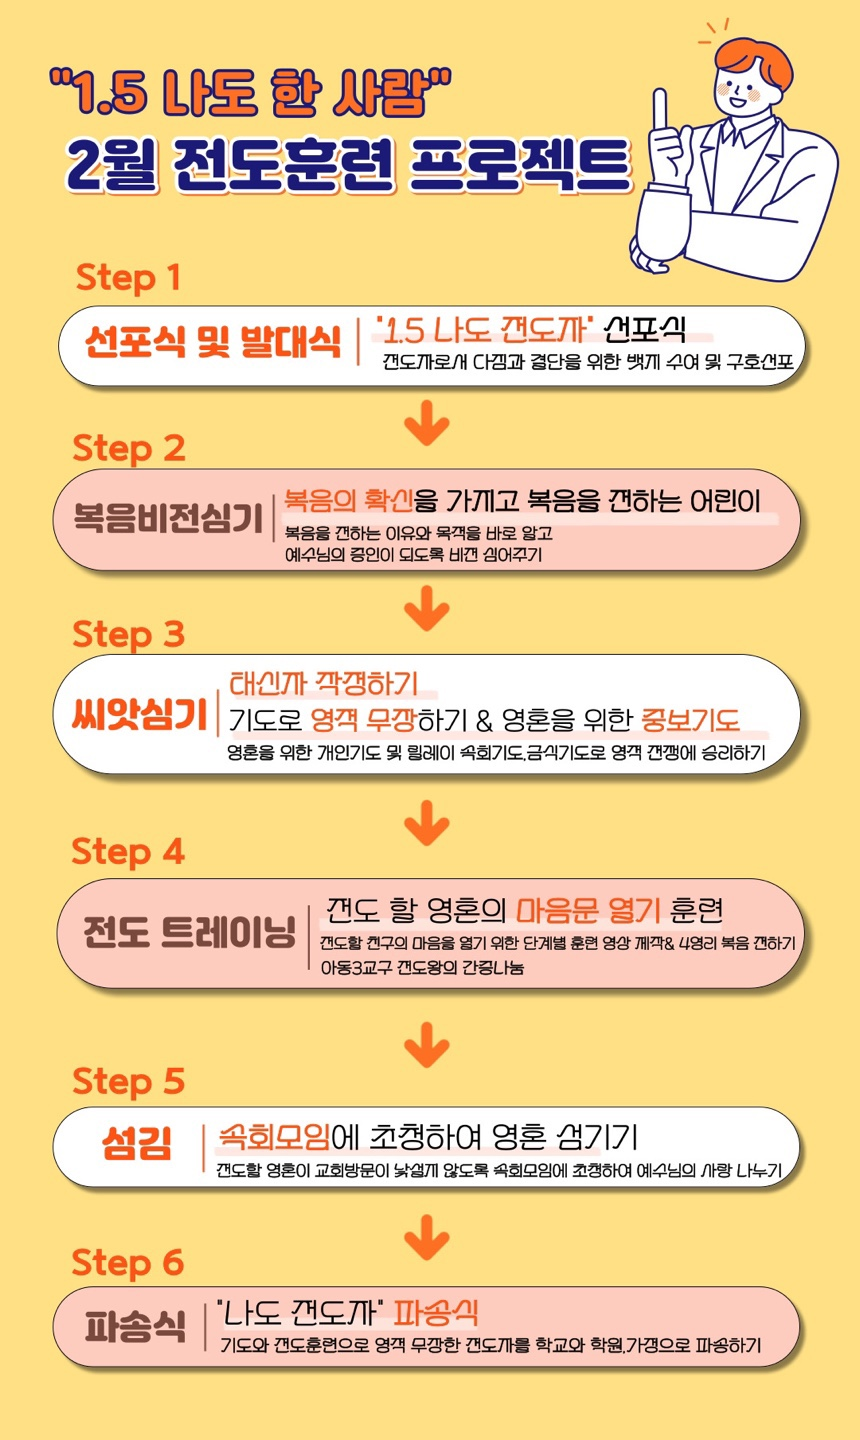 "1.5 나도 한 사람"
2월 전도훈련 프로젝트
Step 1
선포식 및 발대식
"1.5 나도 전도자" 선포식
전도자로서 다짐과 결단을 위한 뱃지 수여 및 구호선포
Step 2
복음비전심기
복음의 확신을 가지고 복음을 전하는 어린이
복음을 전하는 이유와 목적을 바로 알고
예수님의 증인이 되도록 비전 심어주기
Step 3
씨앗심기
태신자 작정하기
기도로 영적 무장하기 & 영혼을 위한 중보기도
영혼을 위한 개인기도 및 릴레이 속회기도,금식기도로 영적 전쟁에 승리하기
Step 4
전도 트레이닝
전도 할 영혼의 마음문 열기 훈련
전도할 친구의 마음을 열기 위한 단계별 훈련 영상 제작& 4영리 복음 전하기
아동3교구 전도왕의 간증나눔
Step 5
섬김
속회모임에 초청하여 영혼 섬기기
전도할 영혼이 교회방문이 낯설지 않도록 속회모임에 초청하여 예수님의 사랑 나누기
Step 6
파송식
"나도 전도자" 파송식
기도와 전도훈련으로 영적 무장한 전도자를 학교와 학원,가정으로 파송하기